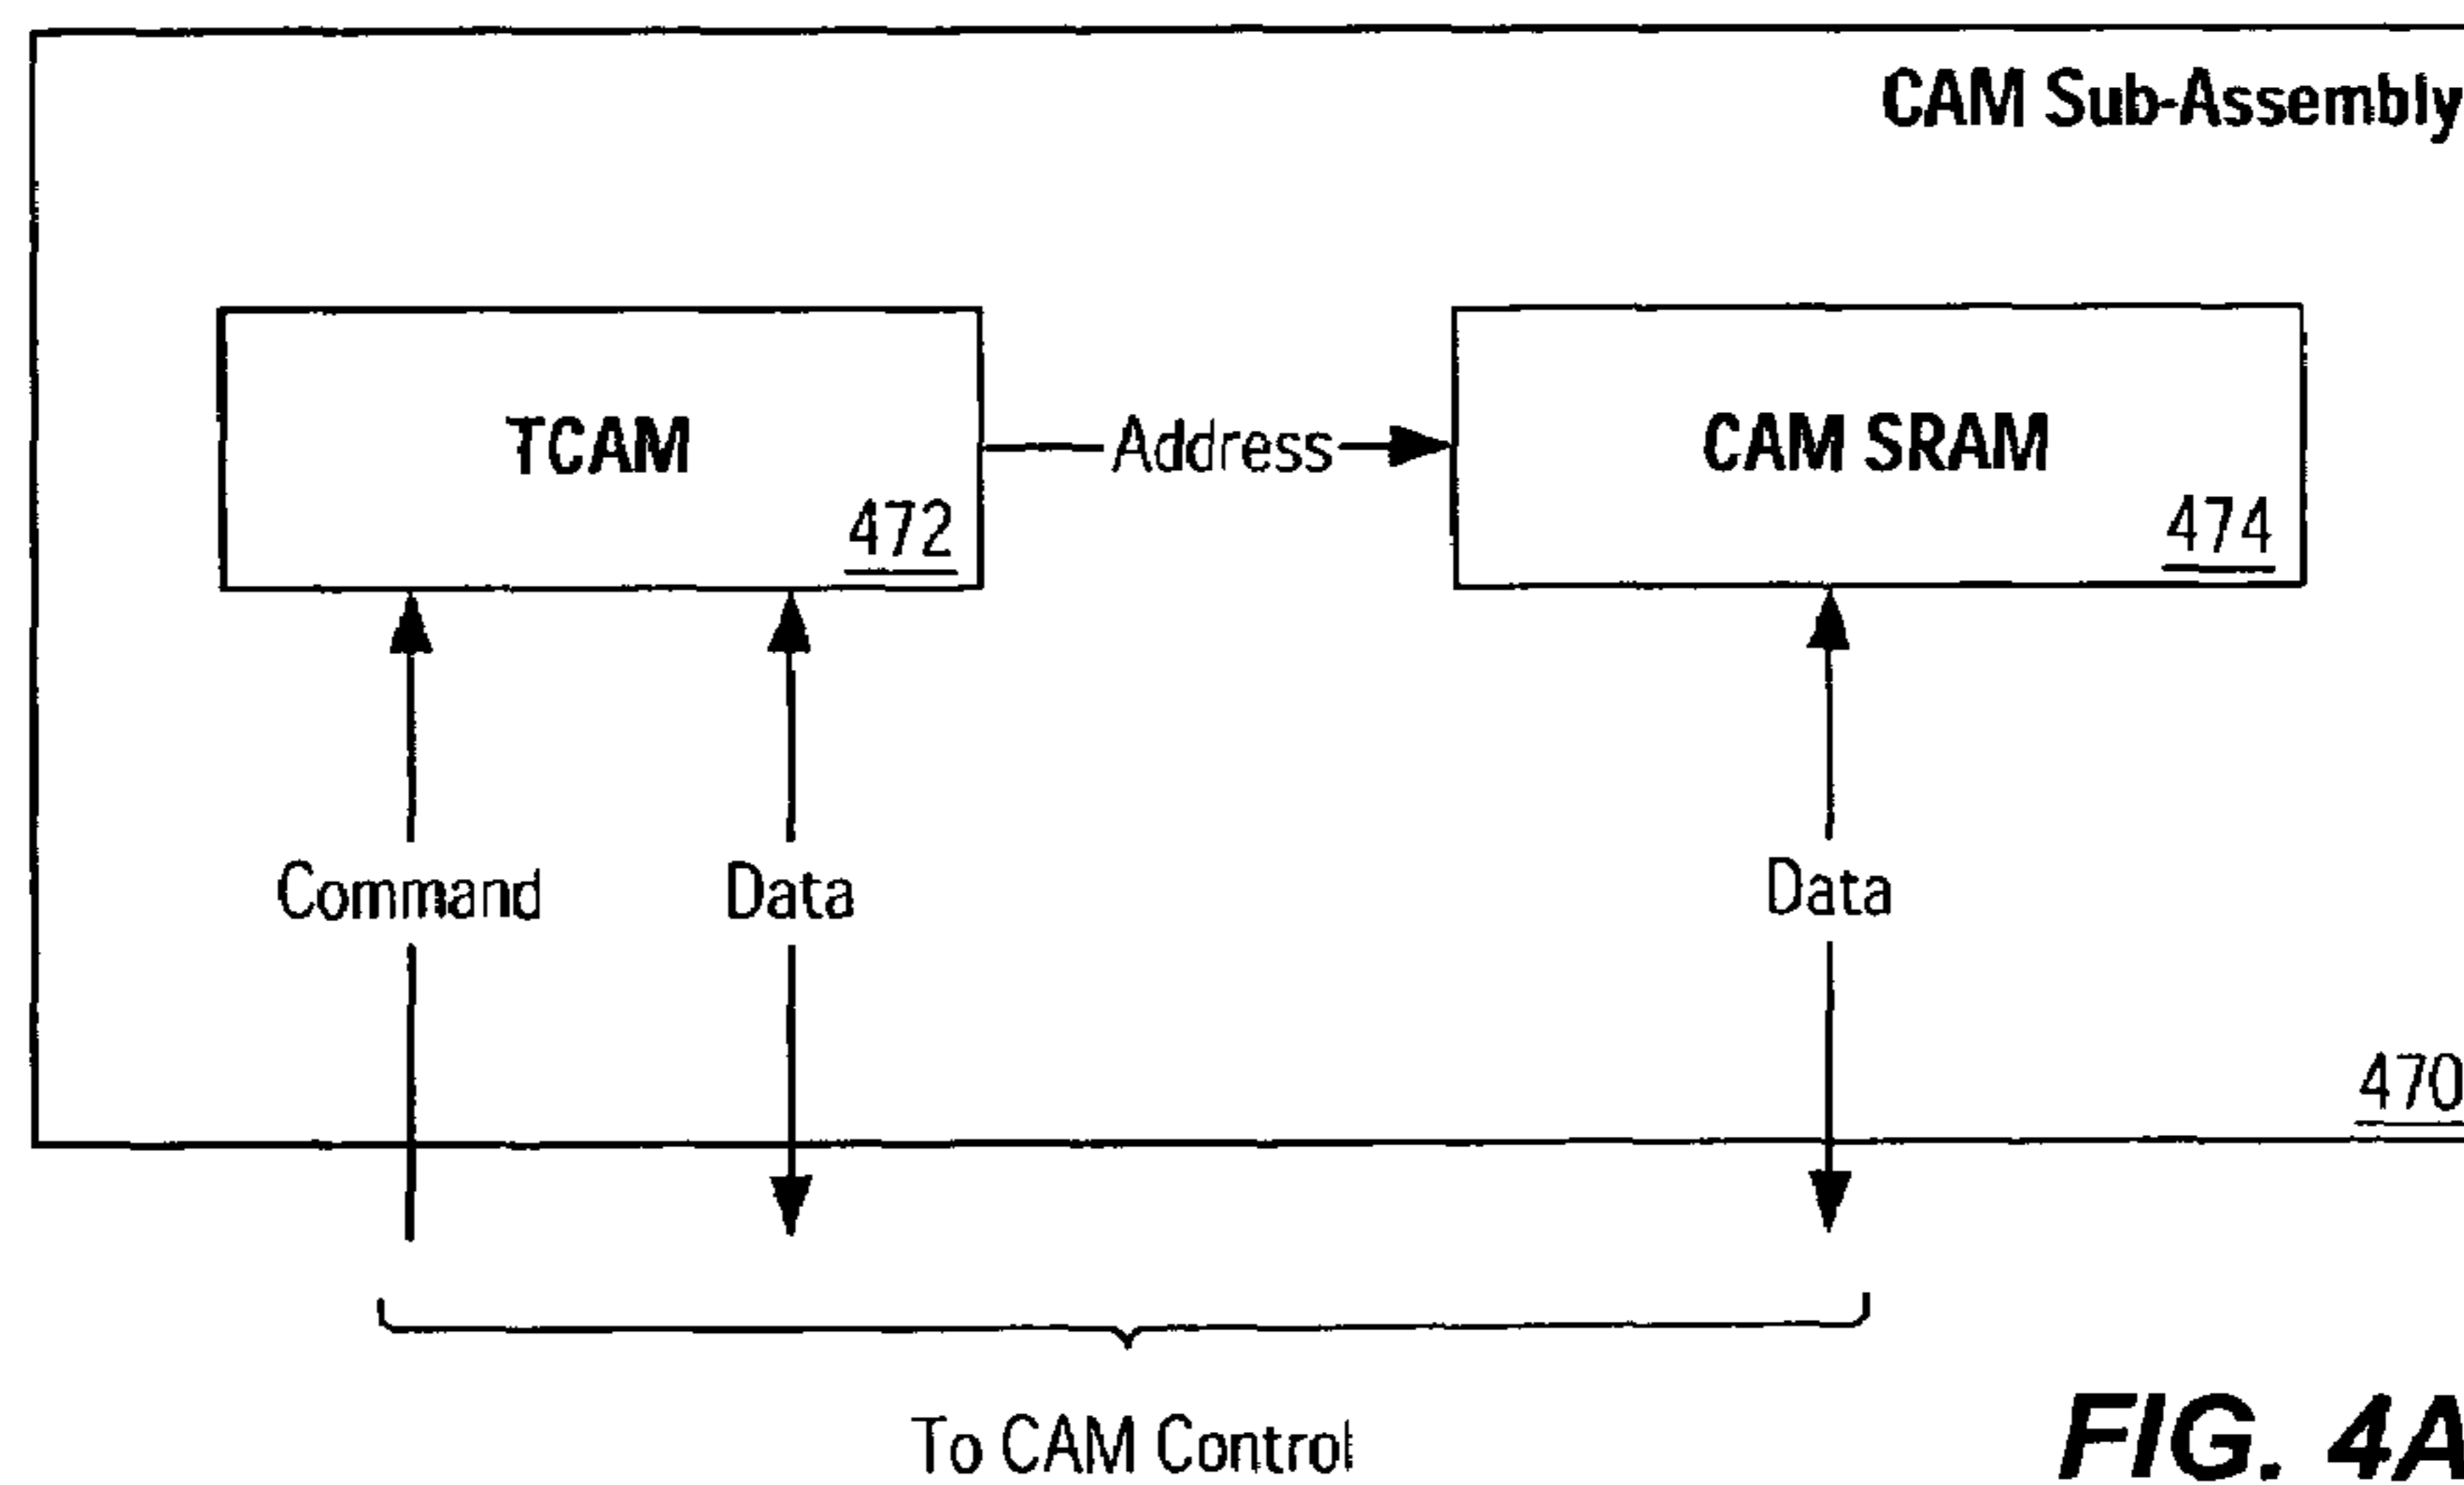 CAM Sub-Assembly
TCAM
472
Address
CAM SRAM
474
Command
Data
Data
470
To CAM Control
FIG. 4A